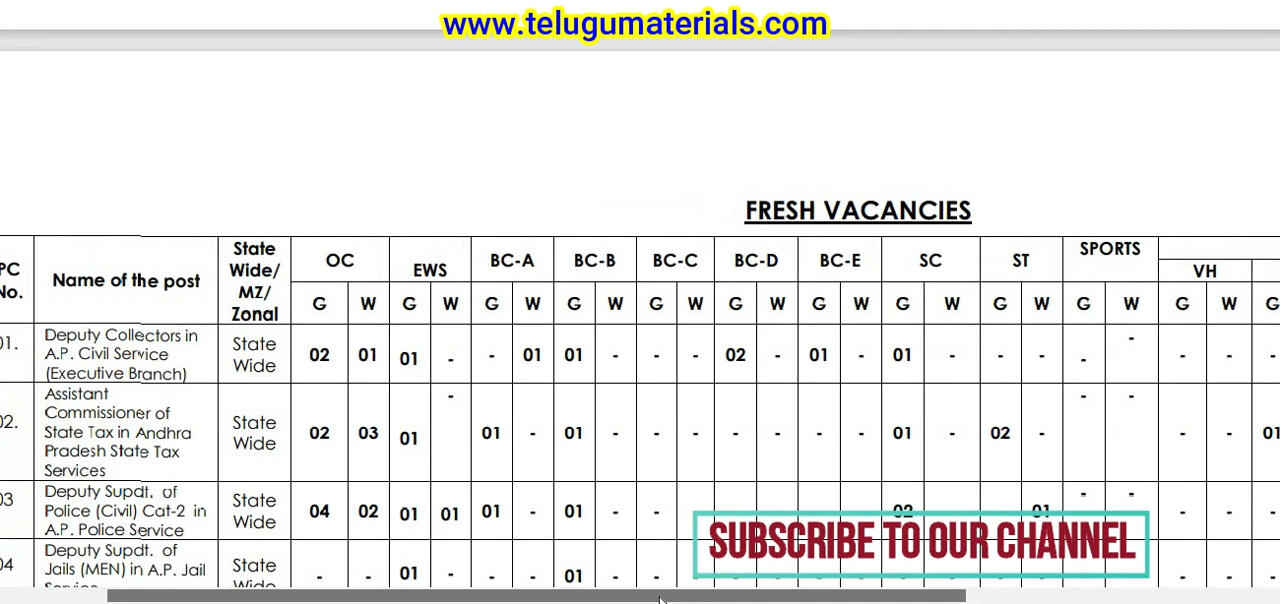 www.telugumaterials.com
FRESH VACANCIES
PC No. Name of the post State Wide/ MZ/ Zonal OC EWS BC-A BC-B BC-C BC-D BC-E SC ST SPORTS VH
G W G W G W G W G W G W G W G W G W G W G W G
01. Deputy Collectors in A.P. Civil Service (Executive Branch) State Wide 02 01 01 - - 01 01 - - - 02 - 01 - 01 - - - - - - - -
02. Assistant Commissioner of State Tax in Andhra Pradesh State Tax Services State Wide 02 03 01 - 01 - 01 - - - - - - - 01 - 02 - - - - - 01
03 Deputy Supdt. of Police (Civil) Cat-2 in A.P. Police Service State Wide 04 02 01 01 01 - 01 - - 02 01 - - - - -
04 Deputy Supdt. of Jails (MEN) in A.P. Jail Service State Wide - - 01 - - - 01 - - - - -
SUBSCRIBE TO OUR CHANNEL